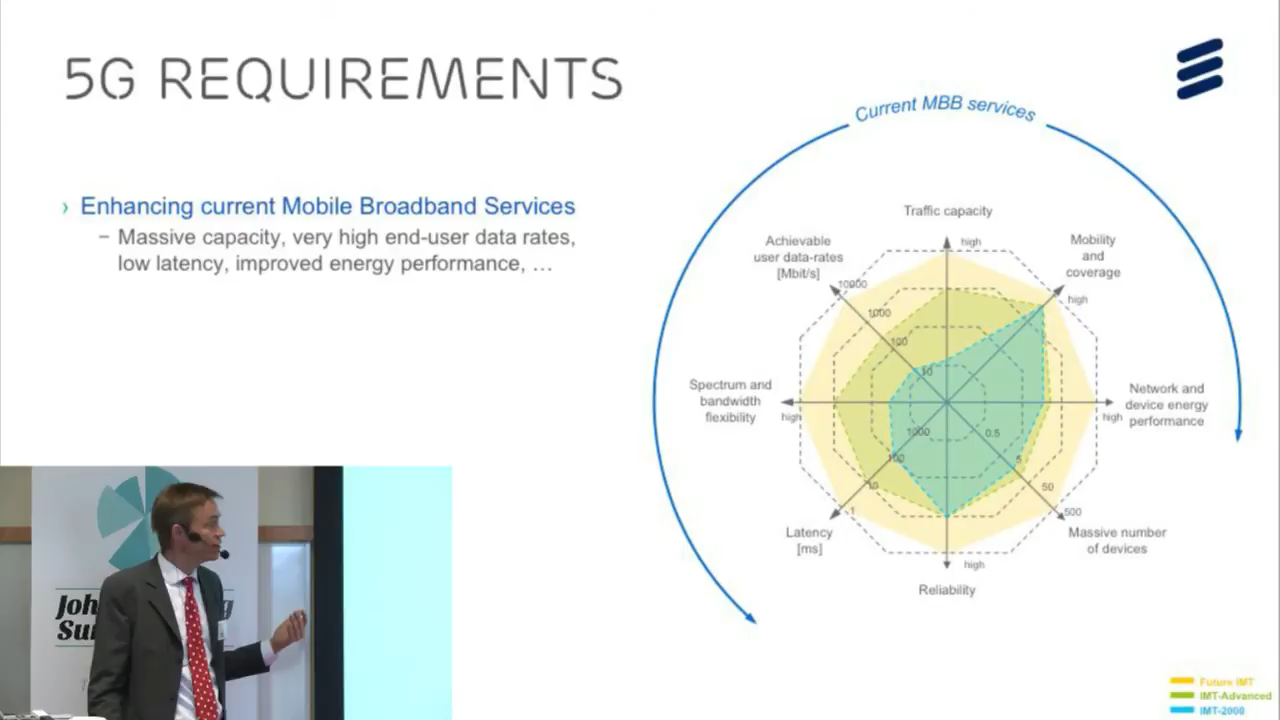 5G REQUIREMENTS
› Enhancing current Mobile Broadband Services
– Massive capacity, very high end-user data rates,
low latency, improved energy performance, …
Current MBB services
Traffic capacity
high
Achievable
user data-rates
[Mbit/s]
10000
1000
100
10
Mobility
and
coverage
high
Spectrum and
bandwidth
flexibility
high
Network and
device energy
performance
high
1000
100
10
1
Latency
[ms]
0.5
5
50
500
Massive number
of devices
high
Reliability
Future IMT
IMT-Advanced
IMT-2000
Joh
g
Su